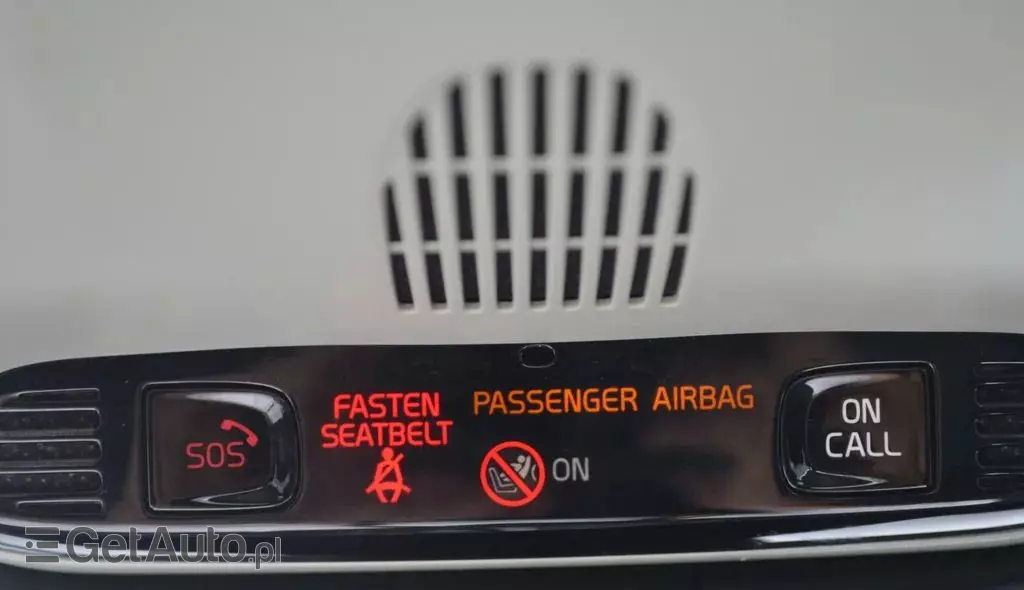 SOS
FASTEN
SEATBELT
PASSENGER AIRBAG
ON
ON
CALL
GetAuto.pl